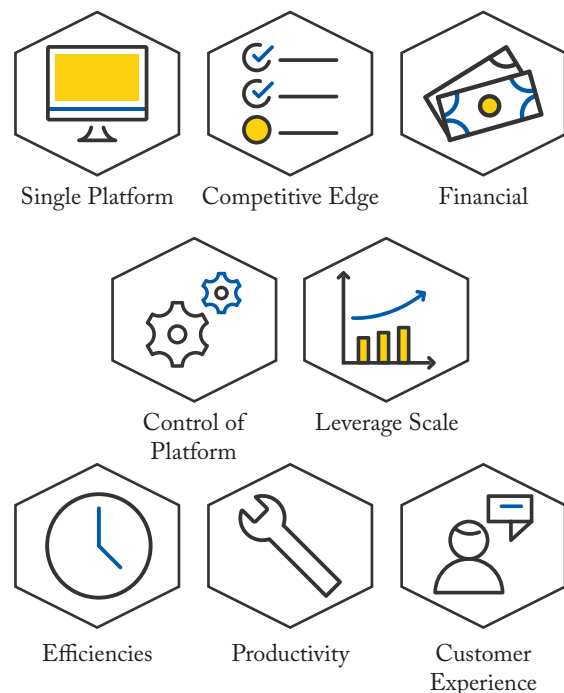 Single Platform
Competitive Edge
Financial
Control of
Platform
Leverage Scale
Efficiencies
Productivity
Customer
Experience